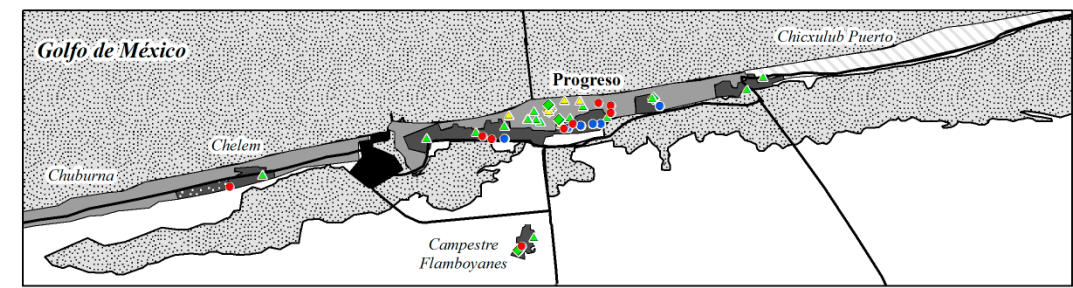 Golfo de México
Chicxulub Puerto
Progreso
Chelem
Chuburna
Campestre
Flamboyanes